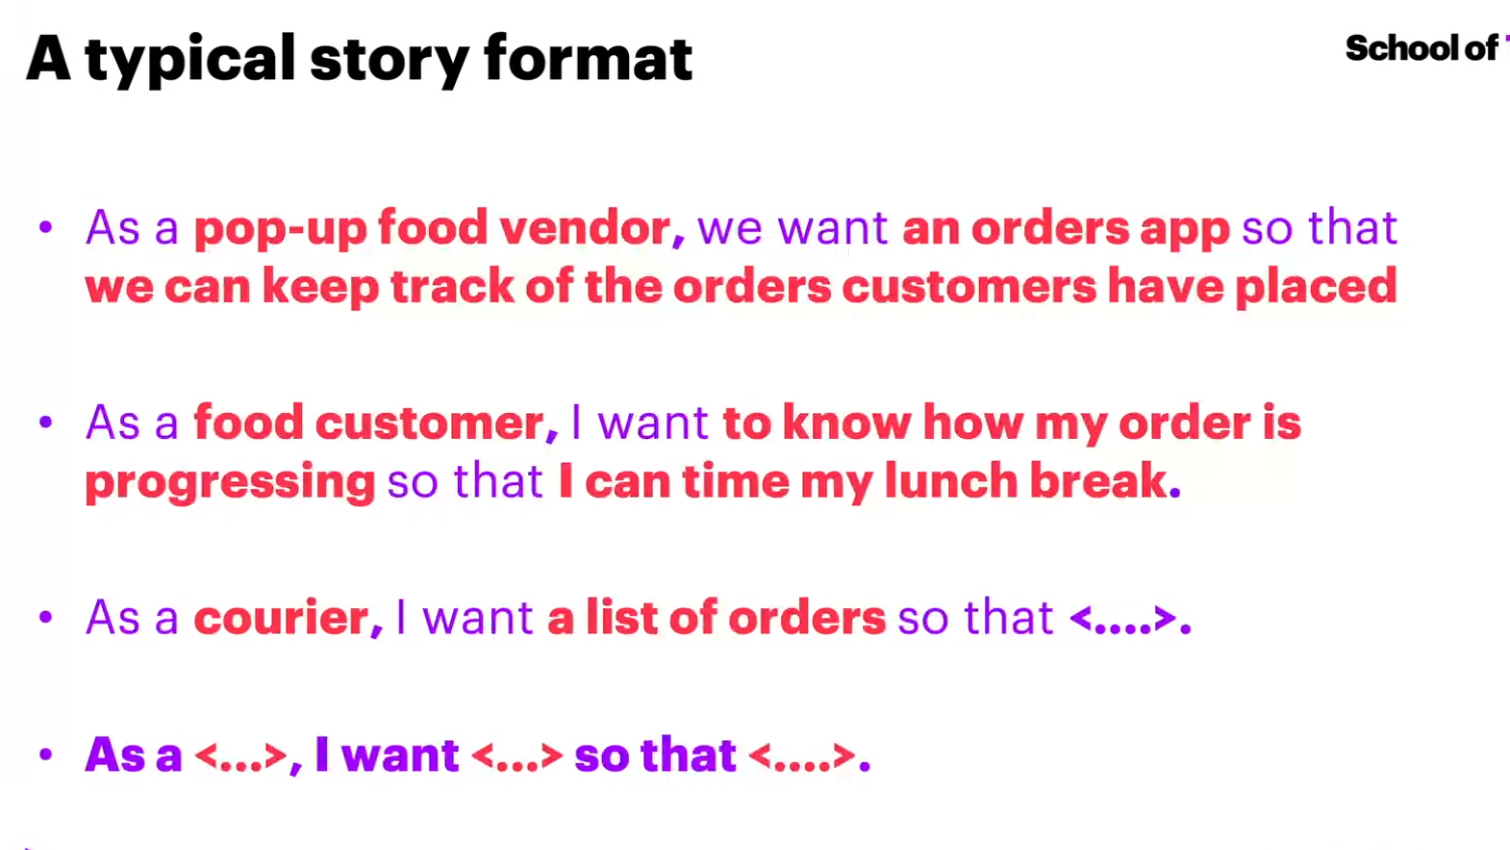 A typical story format
School of
• As a pop-up food vendor, we want an orders app so that
we can keep track of the orders customers have placed
• As a food customer, I want to know how my order is
progressing so that I can time my lunch break.
• As a courier, I want a list of orders so that <....>.
• As a <...>, I want <...> so that <....>.